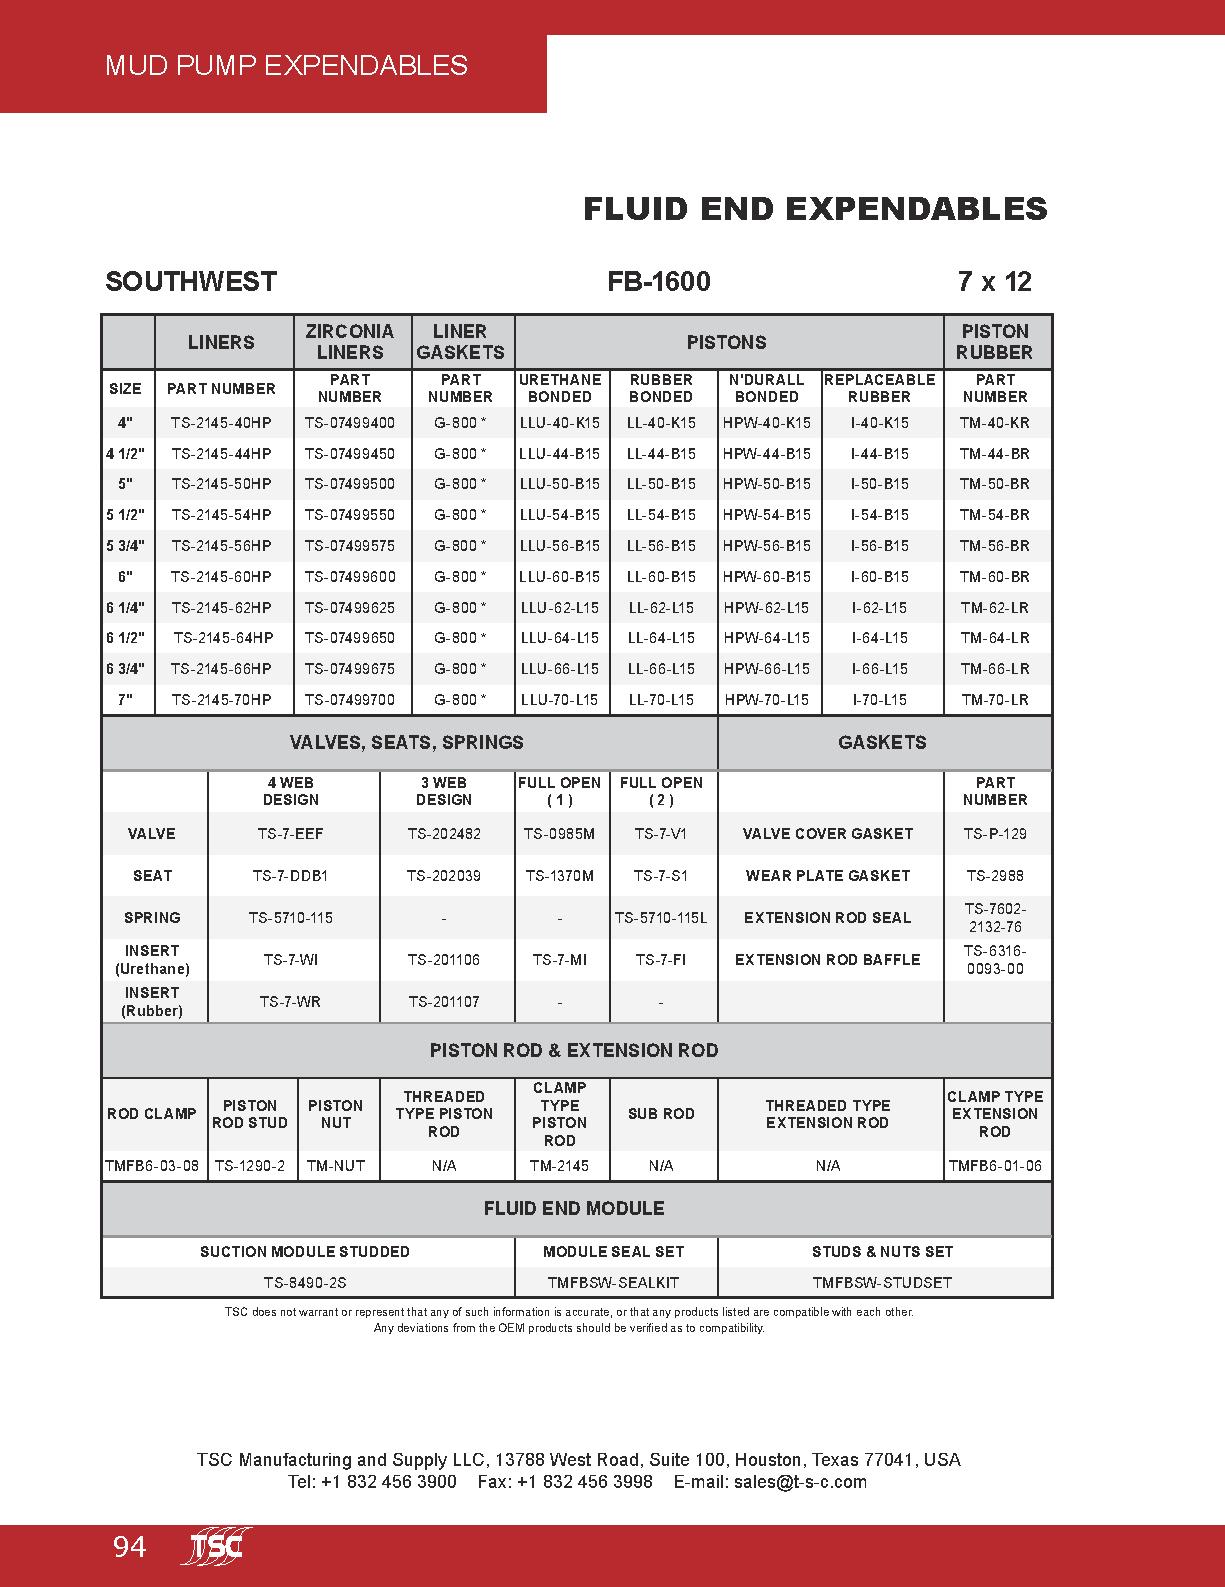 MUD PUMP EXPENDABLES
FLUID END EXPENDABLES
SOUTHWEST FB-1600 7 x 12
LINERS ZIRCONIA LINERS LINER GASKETS PISTONS PISTON RUBBER
SIZE PART NUMBER PART NUMBER PART NUMBER URETHANE BONDED RUBBER BONDED N'DURALL BONDED REPLACEABLE RUBBER PART NUMBER
4" TS-2145-40HP TS-07499400 G-800 * LLU-40-K15 LL-40-K15 HPW-40-K15 I-40-K15 TM-40-KR
4 1/2" TS-2145-44HP TS-07499450 G-800 * LLU-44-B15 LL-44-B15 HPW-44-B15 I-44-B15 TM-44-BR
5" TS-2145-50HP TS-07499500 G-800 * LLU-50-B15 LL-50-B15 HPW-50-B15 I-50-B15 TM-50-BR
5 1/2" TS-2145-54HP TS-07499550 G-800 * LLU-54-B15 LL-54-B15 HPW-54-B15 I-54-B15 TM-54-BR
5 3/4" TS-2145-56HP TS-07499575 G-800 * LLU-56-B15 LL-56-B15 HPW-56-B15 I-56-B15 TM-56-BR
6" TS-2145-60HP TS-07499600 G-800 * LLU-60-B15 LL-60-B15 HPW-60-B15 I-60-B15 TM-60-BR
6 1/4" TS-2145-62HP TS-07499625 G-800 * LLU-62-L15 LL-62-L15 HPW-62-L15 I-62-L15 TM-62-LR
6 1/2" TS-2145-64HP TS-07499650 G-800 * LLU-64-L15 LL-64-L15 HPW-64-L15 I-64-L15 TM-64-LR
6 3/4" TS-2145-66HP TS-07499675 G-800 * LLU-66-L15 LL-66-L15 HPW-66-L15 I-66-L15 TM-66-LR
7" TS-2145-70HP TS-07499700 G-800 * LLU-70-L15 LL-70-L15 HPW-70-L15 I-70-L15 TM-70-LR
VALVES, SEATS, SPRINGS GASKETS
4 WEB DESIGN 3 WEB DESIGN FULL OPEN ( 1 ) FULL OPEN ( 2 ) PART NUMBER
VALVE TS-7-EEF TS-202482 TS-0985M TS-7-V1 VALVE COVER GASKET TS-P-129
SEAT TS-7-DDB1 TS-202039 TS-1370M TS-7-S1 WEAR PLATE GASKET TS-2988
SPRING TS-5710-115 - - TS-5710-115L EXTENSION ROD SEAL TS-7602-2132-76
INSERT (Urethane) TS-7-WI TS-201106 TS-7-MI TS-7-FI EXTENSION ROD BAFFLE TS-6316-0093-00
INSERT (Rubber) TS-7-WR TS-201107 - -
PISTON ROD & EXTENSION ROD
ROD CLAMP PISTON ROD STUD PISTON NUT THREADED TYPE PISTON ROD CLAMP TYPE PISTON ROD SUB ROD THREADED TYPE EXTENSION ROD CLAMP TYPE EXTENSION ROD
TMFB6-03-08 TS-1290-2 TM-NUT N/A TM-2145 N/A N/A TMFB6-01-06
FLUID END MODULE
SUCTION MODULE STUDDED MODULE SEAL SET STUDS & NUTS SET
TS-8490-2S TMFBSW-SEALKIT TMFBSW-STUDSET
TSC does not warrant or represent that any of such information is accurate, or that any products listed are compatible with each other.
Any deviations from the OEM products should be verified as to compatibility.
TSC Manufacturing and Supply LLC, 13788 West Road, Suite 100, Houston, Texas 77041, USA
Tel: +1 832 456 3900 Fax: +1 832 456 3998 E-mail: sales@t-s-c.com
94 TSC